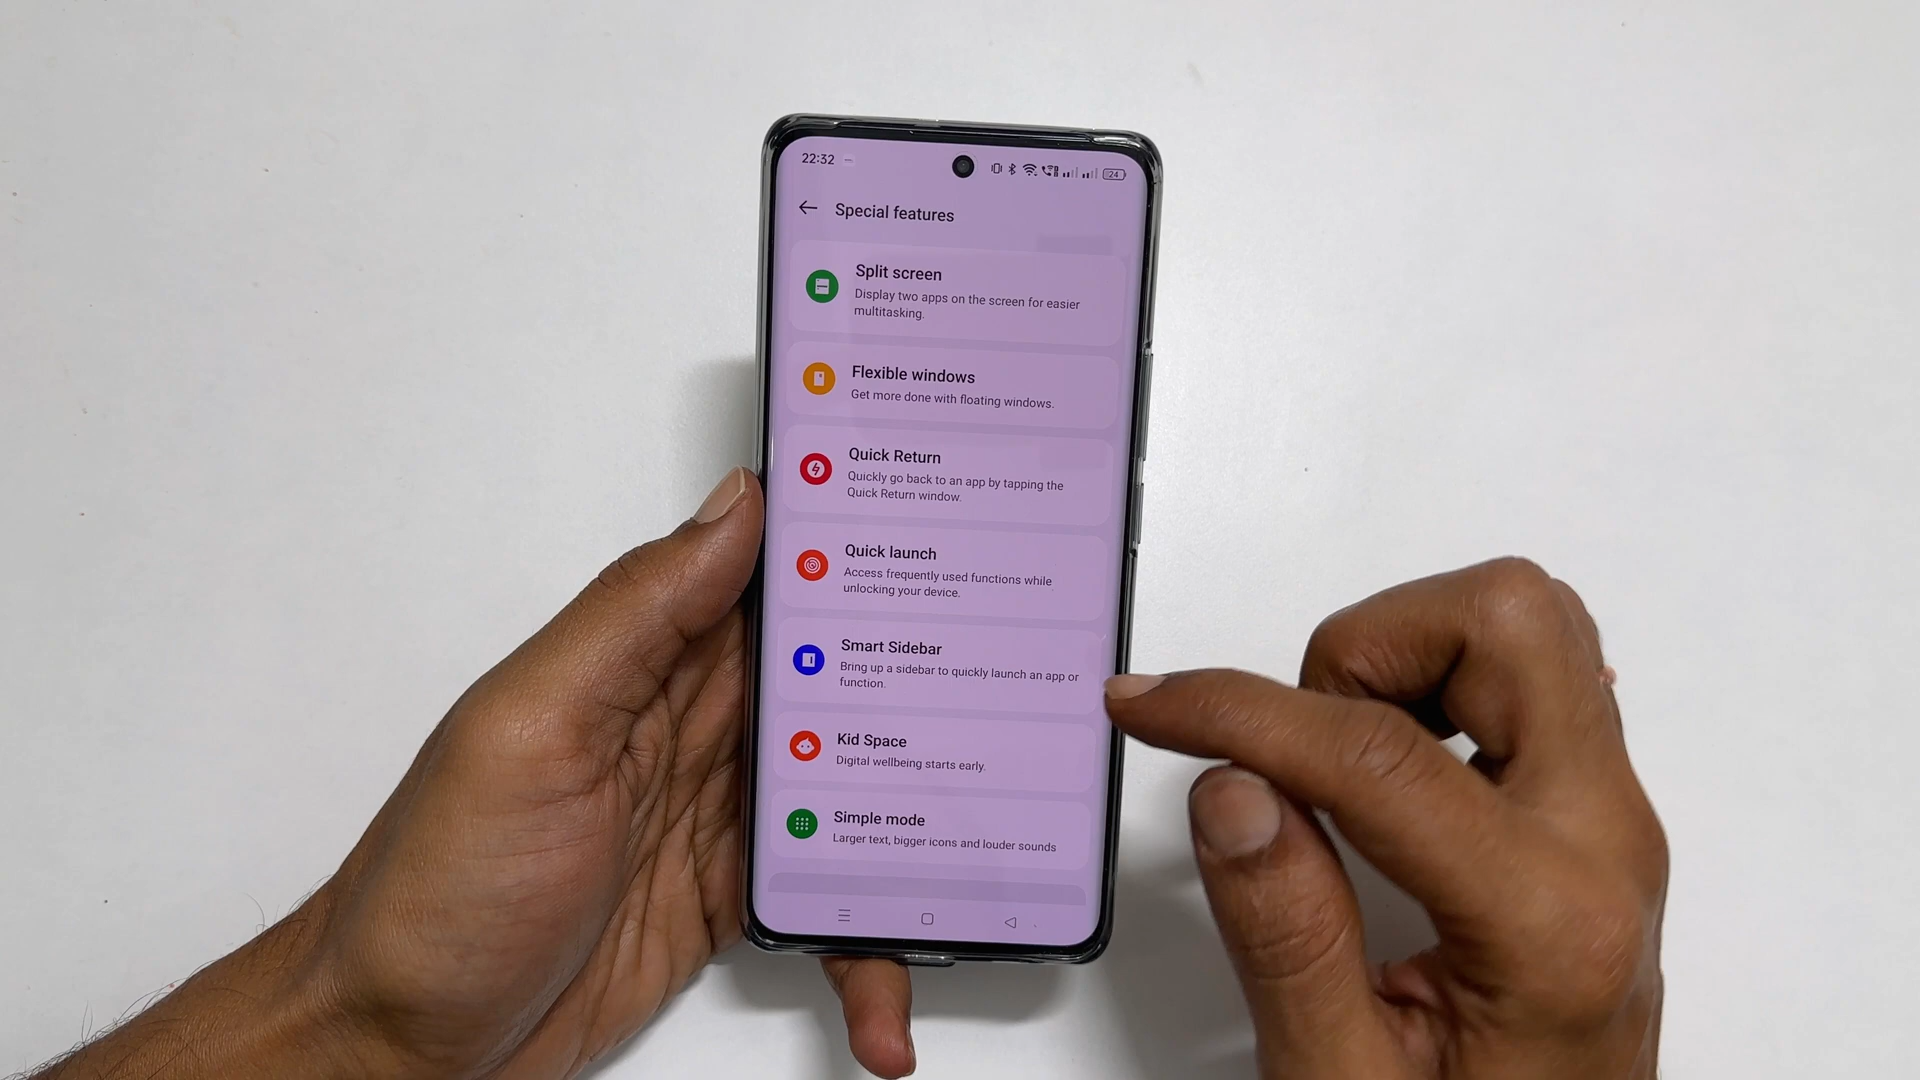 22:32
24
Special features
Split screen
Display two apps on the screen for easier
multitasking.
Flexible windows
Get more done with floating windows.
Quick Return
Quickly go back to an app by tapping the
Quick Return window.
Quick launch
Access frequently used functions while
unlocking your device.
Smart Sidebar
Bring up a sidebar to quickly launch an app or
function.
Kid Space
Digital wellbeing starts early.
Simple mode
Larger text, bigger icons and louder sounds